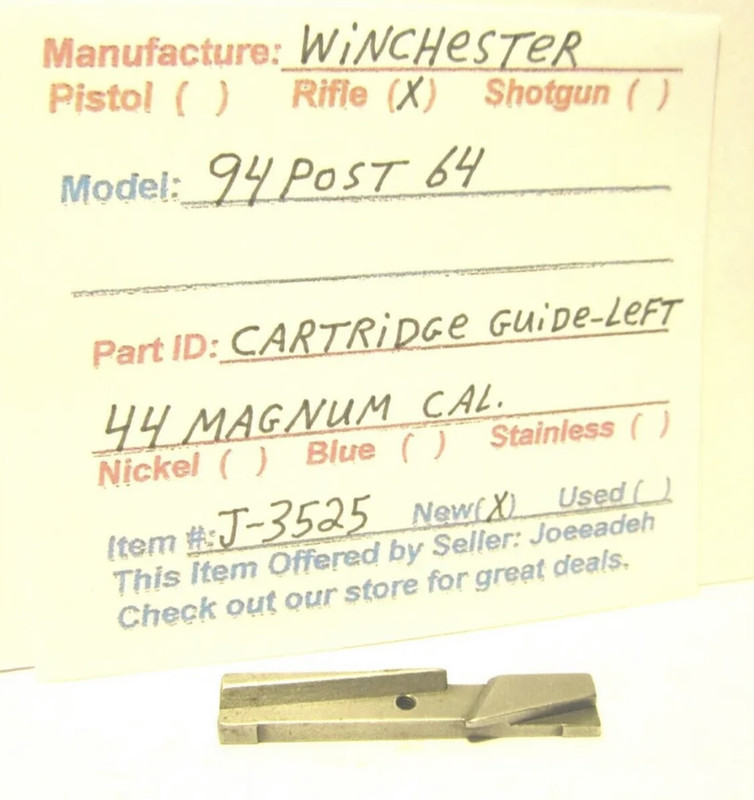 Manufacture: WiNCHeSTeR
Pistol ( ) Rifle (X) Shotgun ( )
Model: 94 POST 64
Part ID: CARTRiDGe GuiDe-LeFT
44 MAGNUM CAL.
Nickel ( ) Blue ( ) Stainless ( )
Item #: J-3525 New(X) Used ( )
This Item Offered by Seller: Joeeadeh
Check out our store for great deals.